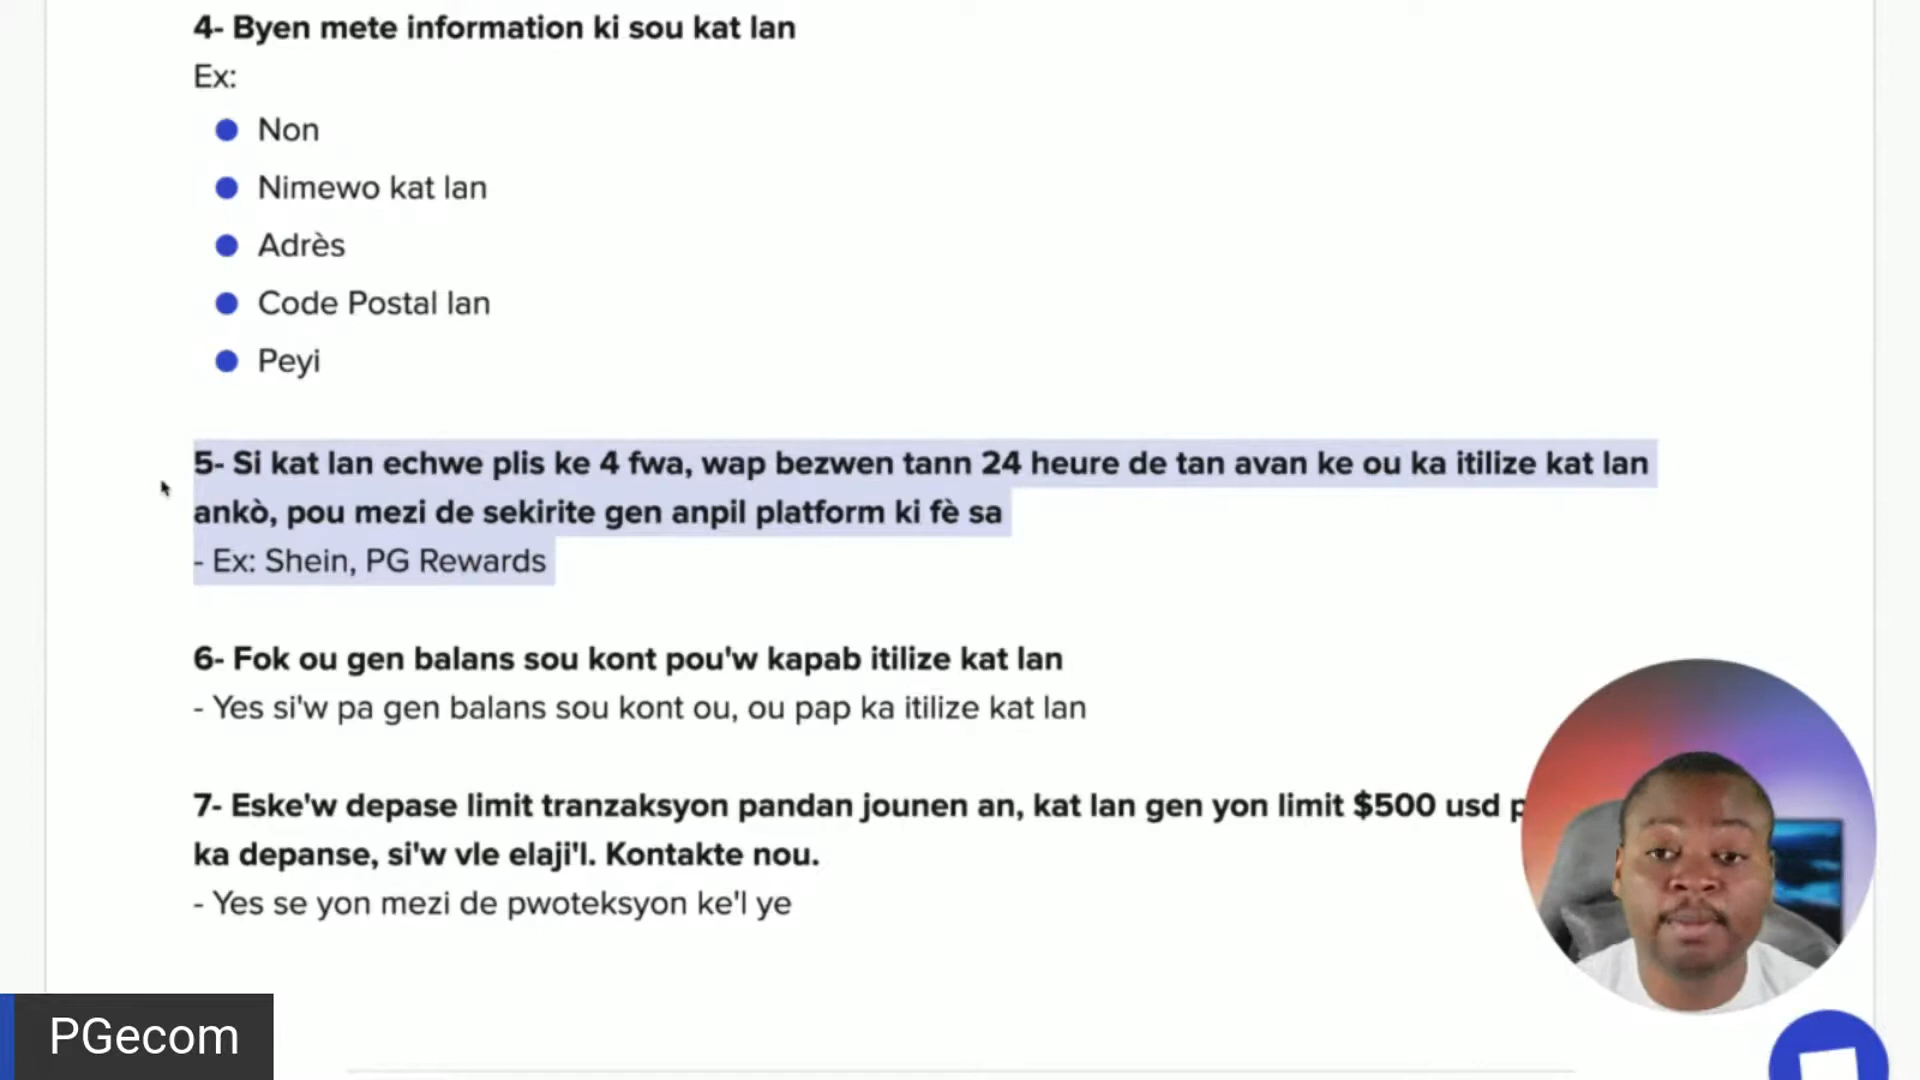 4- Byen mete information ki sou kat lan
Ex:
Non
Nimewo kat lan
Adrès
Code Postal lan
Peyi
5- Si kat lan echwe plis ke 4 fwa, wap bezwen tann 24 heure de tan avan ke ou ka itilize kat lan
ankò, pou mezi de sekirite gen anpil platform ki fè sa
- Ex: Shein, PG Rewards
6- Fok ou gen balans sou kont pou'w kapab itilize kat lan
- Yes si'w pa gen balans sou kont ou, ou pap ka itilize kat lan
7- Eske'w depase limit tranzaksyon pandan jounen an, kat lan gen yon limit $500 usd
ka depanse, si'w vle elaji'l. Kontakte nou.
- Yes se yon mezi de pwoteksyon ke'l ye
PGecom